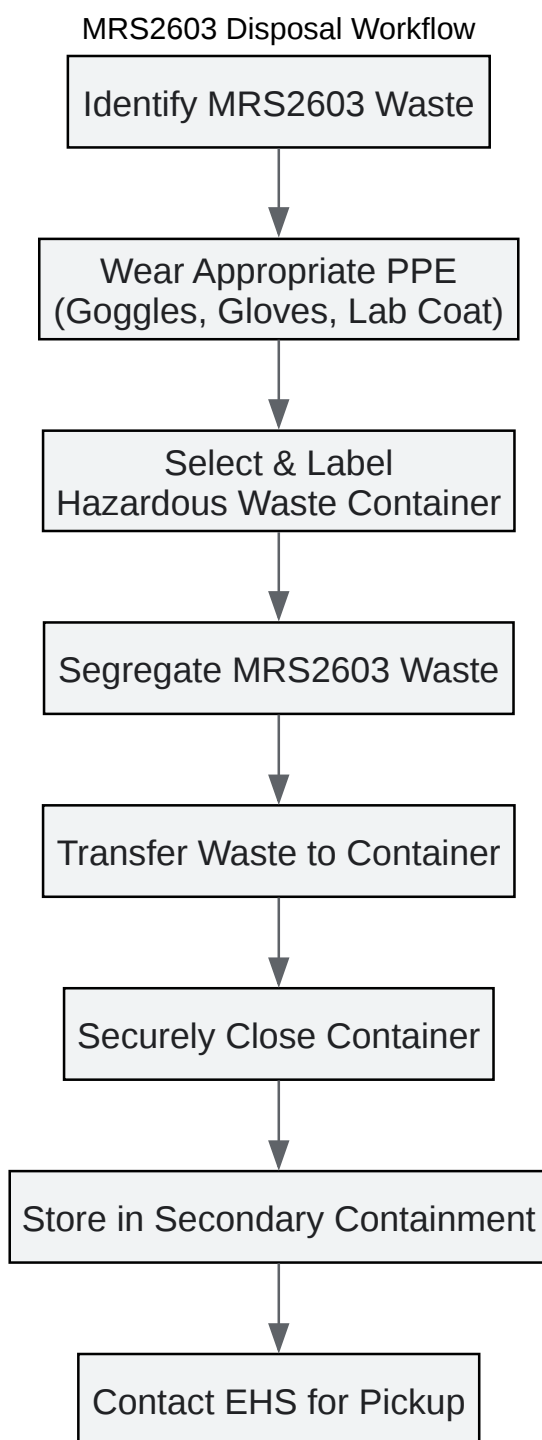 MRS2603 Disposal Workflow
Identify MRS2603 Waste
Wear Appropriate PPE
(Goggles, Gloves, Lab Coat)
Select & Label
Hazardous Waste Container
Segregate MRS2603 Waste
Transfer Waste to Container
Securely Close Container
Store in Secondary Containment
Contact EHS for Pickup